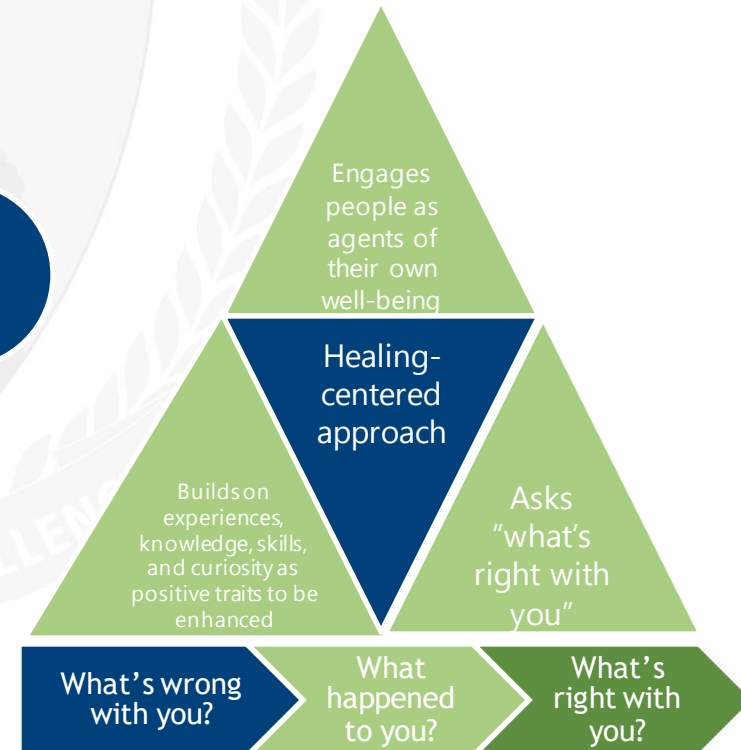 Engages
people as
agents of
their own
well-being
Healing-
centered
approach
Builds on
experiences,
knowledge, skills,
and curiosity as
positive traits to be
enhanced
Asks
“what’s
right with
you”
What’s wrong
with you?
What
happened
to you?
What’s
right with
you?